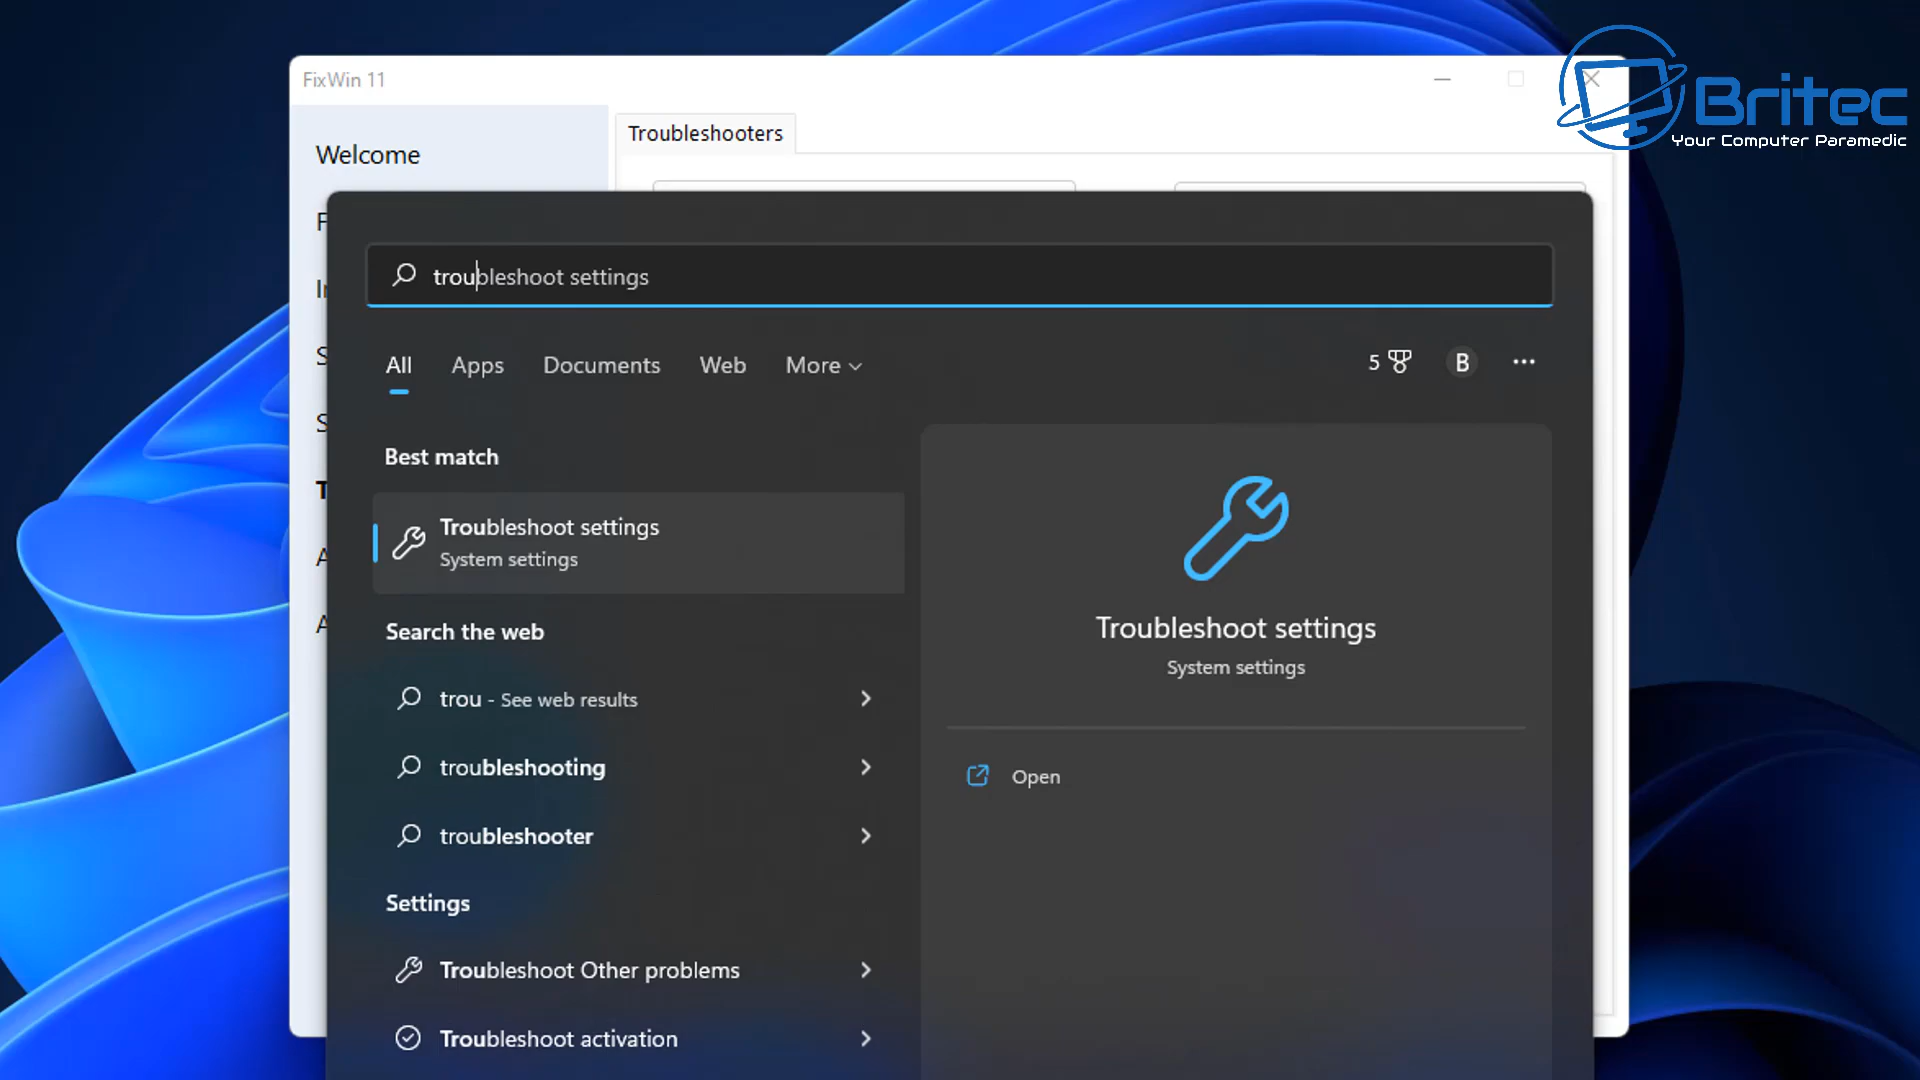 FixWin 11
Britec
Your Computer Paramedic
Welcome
Troubleshooters
troubleshoot settings
All
Apps
Documents
Web
More
5
B
Best match
Troubleshoot settings
System settings
Search the web
trou - See web results
troubleshooting
troubleshooter
Settings
Troubleshoot Other problems
Troubleshoot activation
Troubleshoot settings
System settings
Open